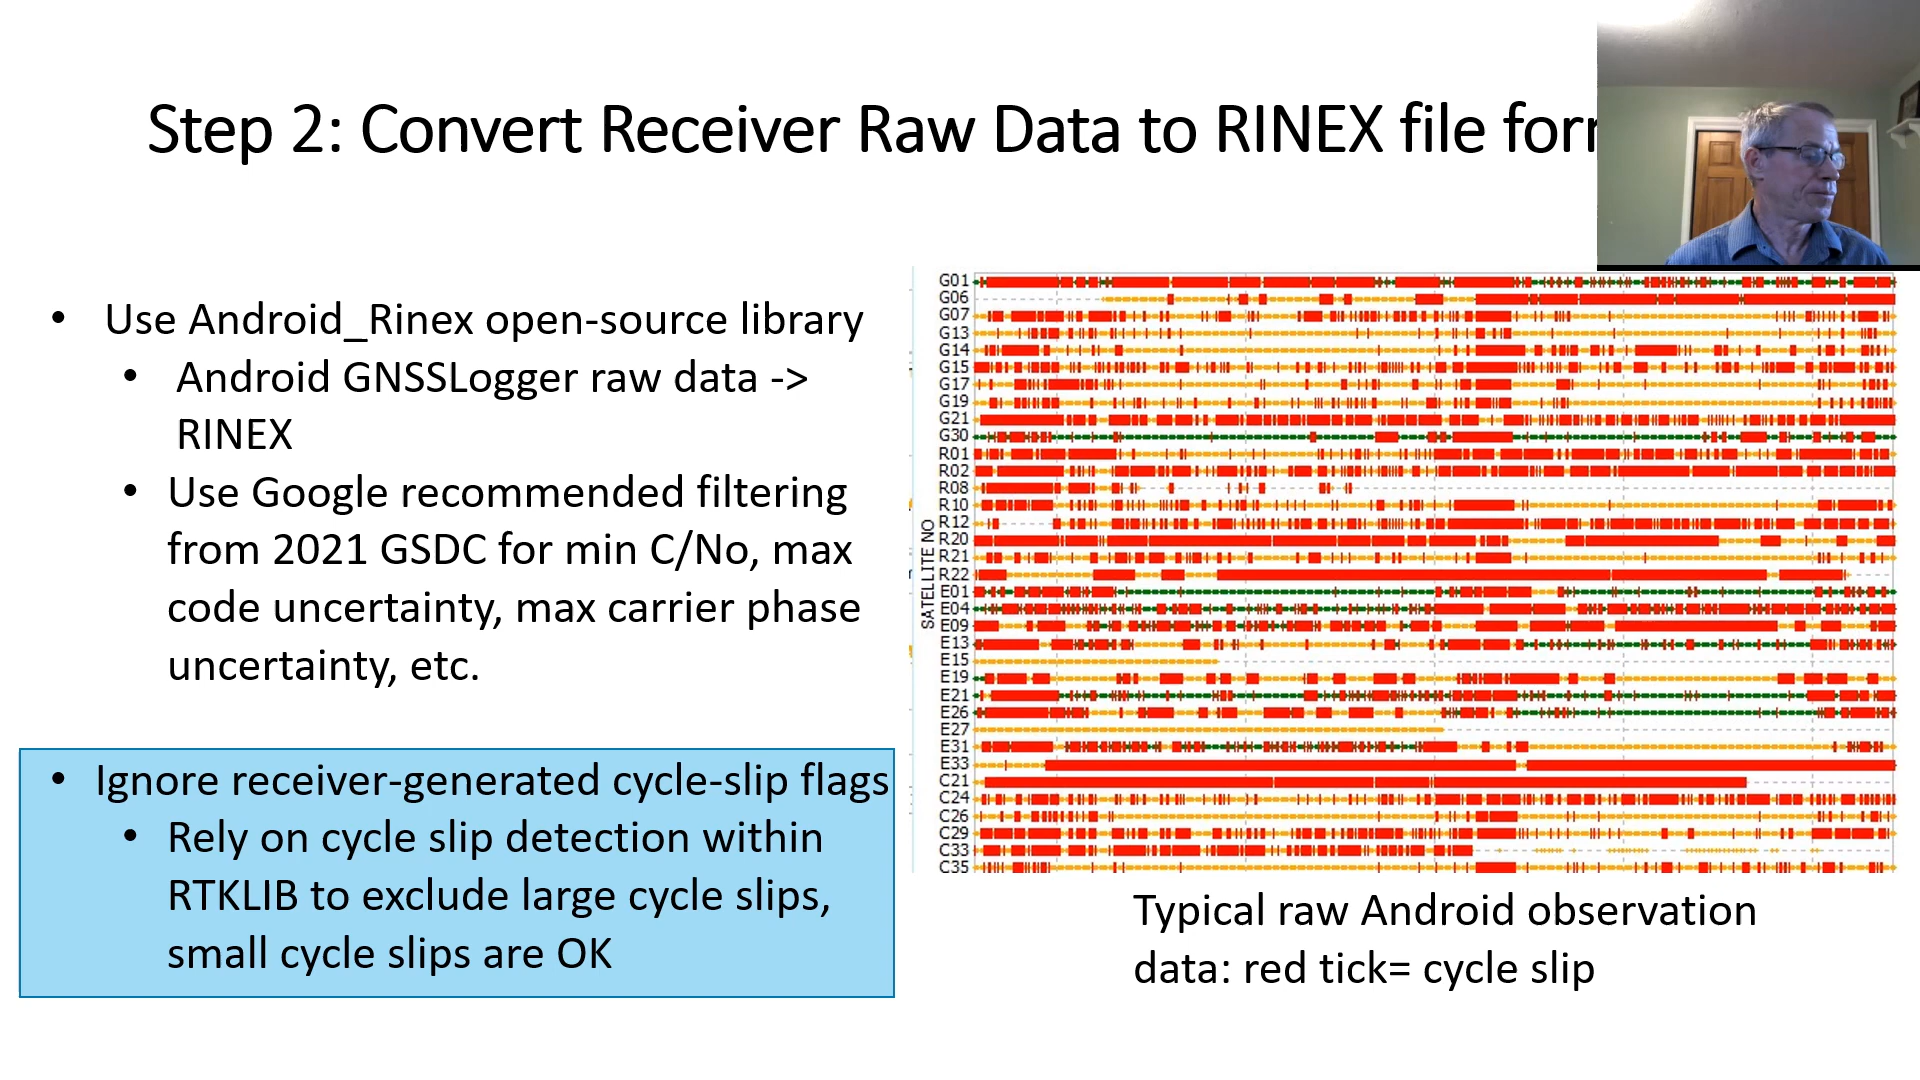 Step 2: Convert Receiver Raw Data to RINEX file for
• Use Android_Rinex open-source library
• Android GNSSLogger raw data ->
RINEX
• Use Google recommended filtering
from 2021 GSDC for min C/No, max
code uncertainty, max carrier phase
uncertainty, etc.
• Ignore receiver-generated cycle-slip flags
• Rely on cycle slip detection within
RTKLIB to exclude large cycle slips,
small cycle slips are OK
SATELLITE NO
G01
G06
G07
G13
G14
G15
G17
G19
G21
G30
R01
R02
R08
R10
R12
R20
R21
R22
E01
E04
E09
E13
E15
E19
E21
E26
E27
E31
E33
C21
C24
C26
C29
C33
C35
Typical raw Android observation
data: red tick= cycle slip